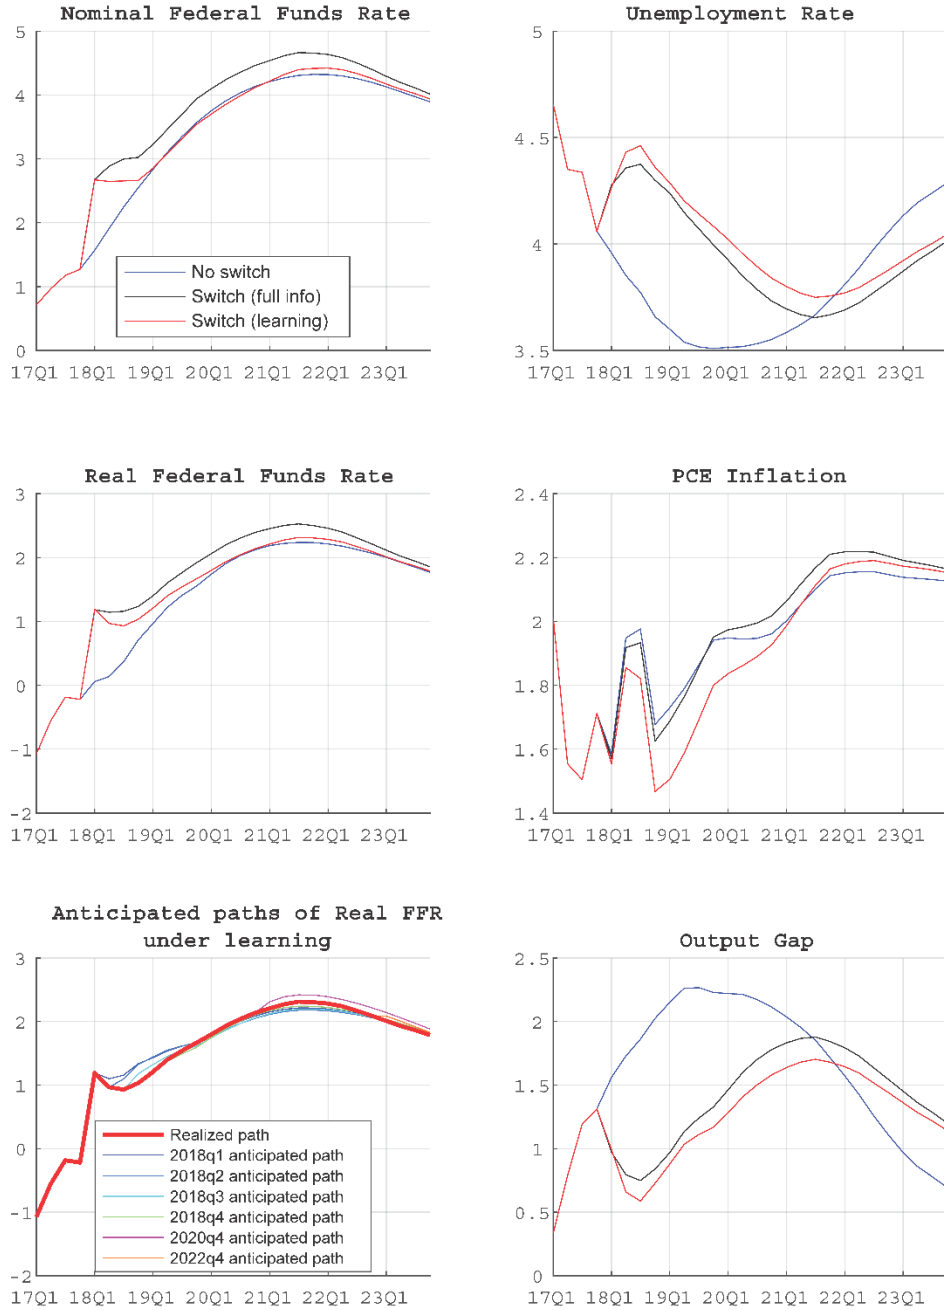 Nominal Federal Funds Rate
5
4
3
2
1
0
No switch
Switch (full info)
Switch (learning)
17Q1 18Q1 19Q1 20Q1 21Q1 22Q1 23Q1
Unemployment Rate
5
4.5
4
3.5
17Q1 18Q1 19Q1 20Q1 21Q1 22Q1 23Q1
Real Federal Funds Rate
3
2
1
0
-1
-2
17Q1 18Q1 19Q1 20Q1 21Q1 22Q1 23Q1
PCE Inflation
2.4
2.2
2
1.8
1.6
1.4
17Q1 18Q1 19Q1 20Q1 21Q1 22Q1 23Q1
Anticipated paths of Real FFR
under learning
3
2
1
0
-1
-2
Realized path
2018q1 anticipated path
2018q2 anticipated path
2018q3 anticipated path
2018q4 anticipated path
2020q4 anticipated path
2022q4 anticipated path
17Q1 18Q1 19Q1 20Q1 21Q1 22Q1 23Q1
Output Gap
2.5
2
1.5
1
0.5
0
17Q1 18Q1 19Q1 20Q1 21Q1 22Q1 23Q1